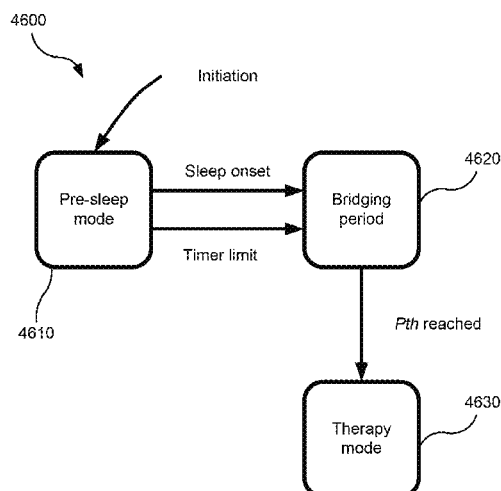 4600
Initiation
Pre-sleep
mode
Sleep onset
Timer limit
Bridging
period
4620
4610
Pth reached
Therapy
mode
4630